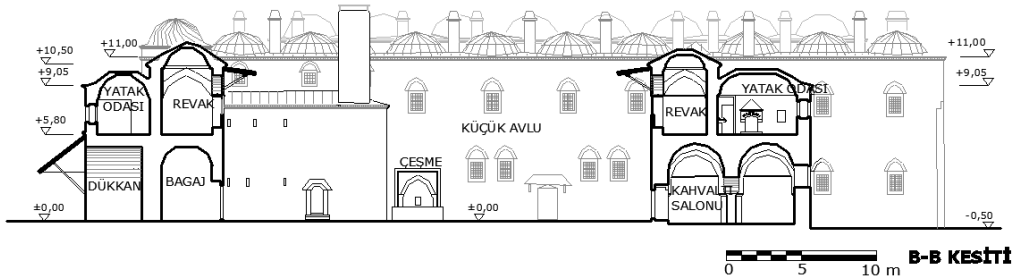 +10,50
+11,00
+9,05
YATAK
ODASI
REVAK
+5,80
DÜKKAN
BAGAJ
±0,00
ÇEŞME
KÜÇÜK AVLU
±0,00
REVAK
YATAK ODASI
KAHVALTI
SALONU
+11,00
+9,05
-0,50
0 5 10 m
B-B KESİTİ